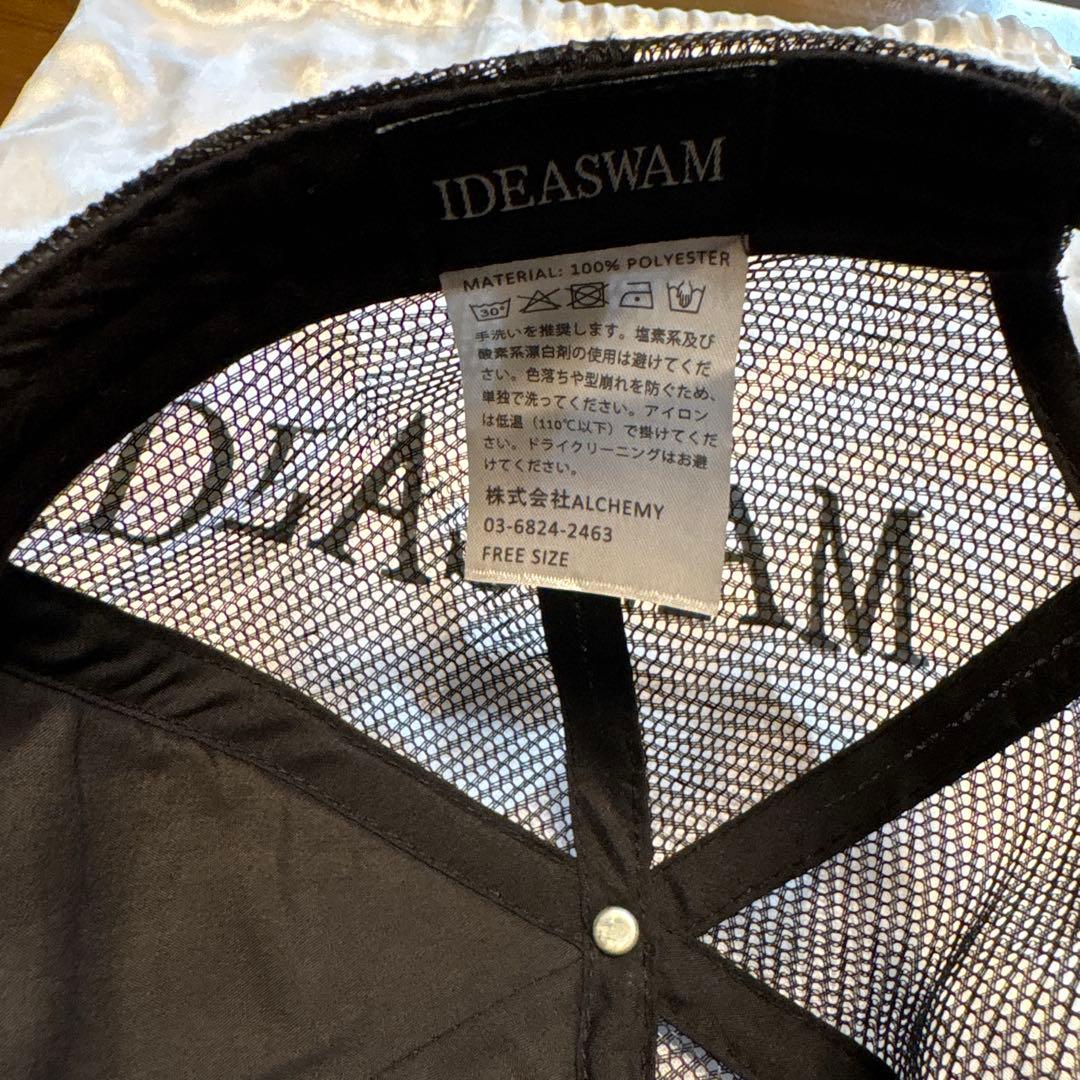 IDEASWAM
MATERIAL: 100% POLYESTER
30°
手洗いを推奨します。塩素系及び
酸素系漂白剤の使用は避けてくだ
さい。色落ちや型崩れを防ぐため、
単独で洗ってください。アイロン
は低温（110℃以下）で掛けてくだ
さい。ドライクリーニングはお避
けてください。
株式会社ALCHEMY
03-6824-2463
FREE SIZE